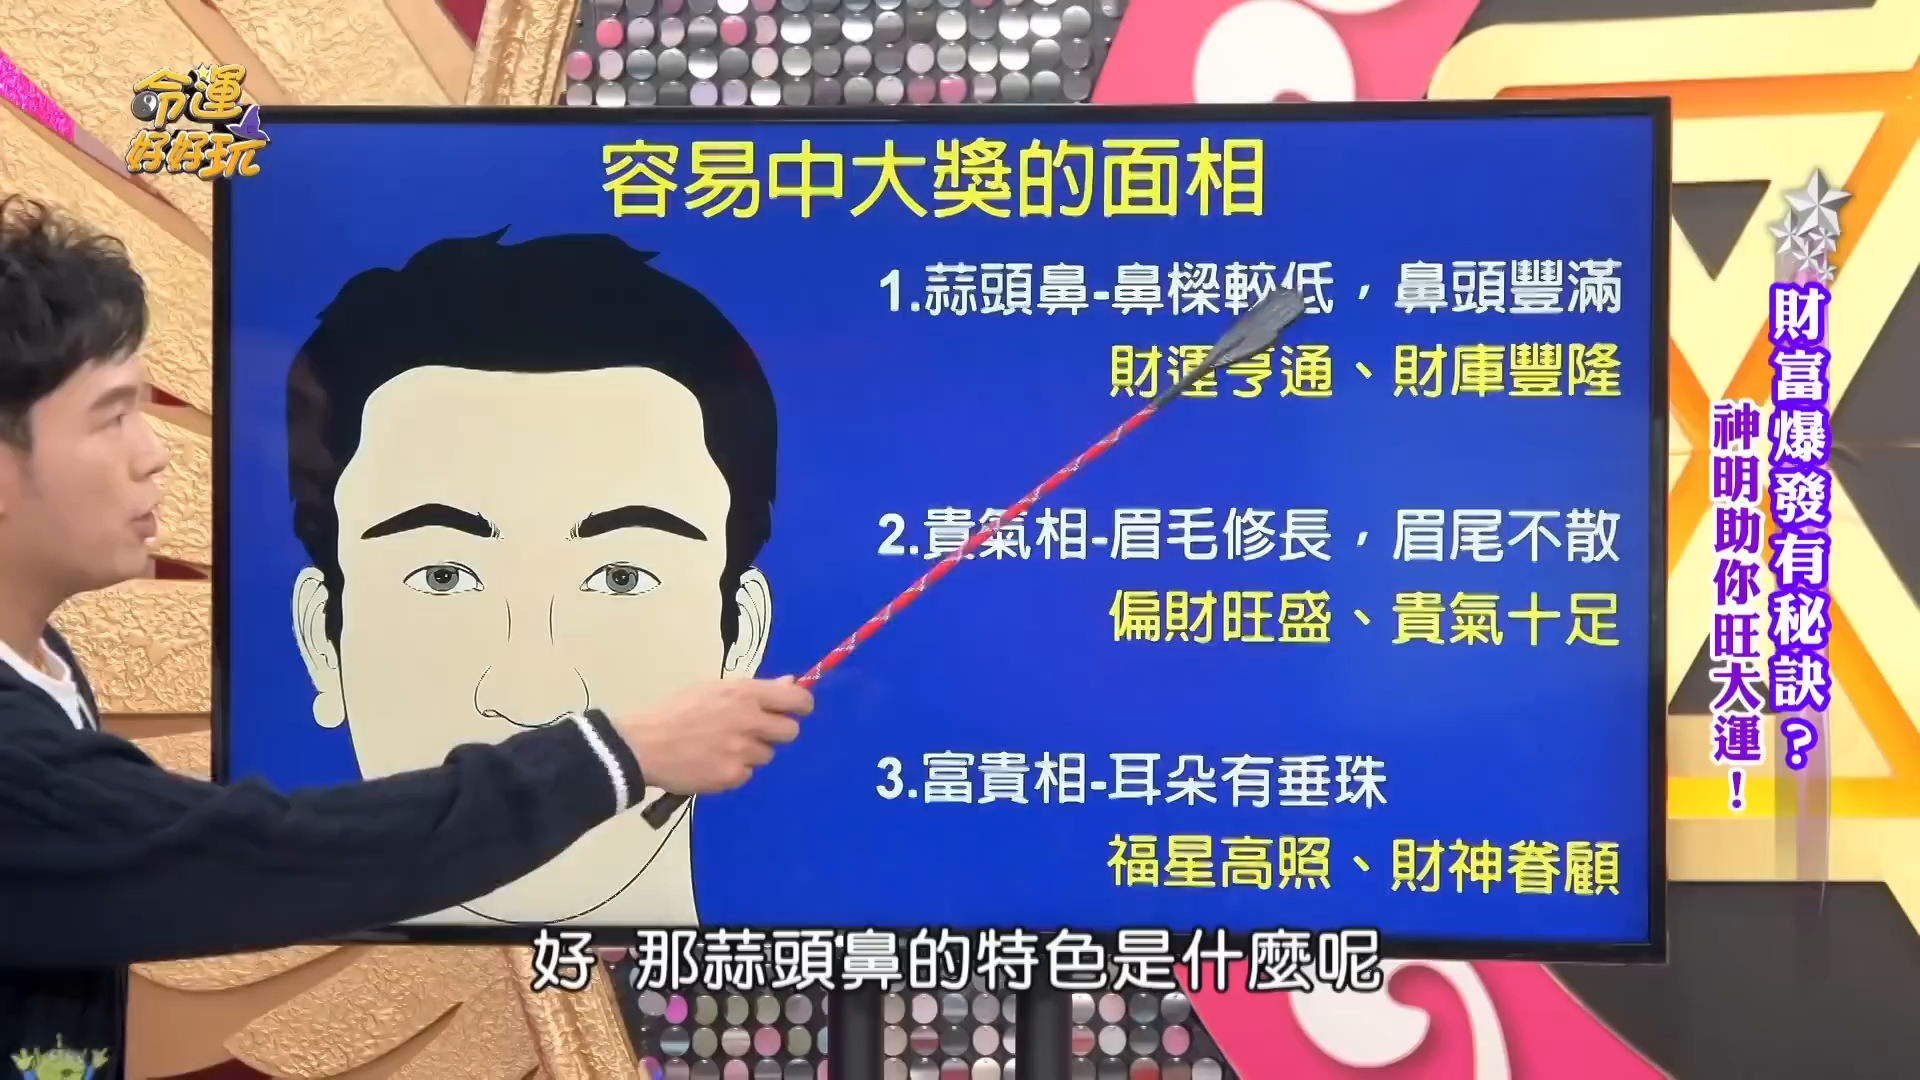 命運
好好玩
容易中大獎的面相
1.蒜頭鼻-鼻樑較低，鼻頭豐滿
財運亨通、財庫豐隆
2.貴氣相-眉毛修長，眉尾不散
偏財旺盛、貴氣十足
3.富貴相-耳朵有垂珠
福星高照、財神眷顧
財富爆發有秘訣？
神明助你旺大運！
好 那蒜頭鼻的特色是什麼呢